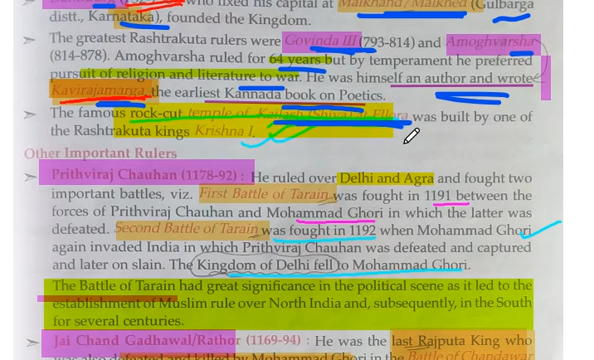 who fixed his capital at Malkhand/Malkhed (Gulbarga
distt., Karnataka), founded the Kingdom.
➢ The greatest Rashtrakuta rulers were Govinda III (793-814) and Amoghvarsha
(814-878). Amoghvarsha ruled for 64 years but by temperament he preferred
pursuit of religion and literature to war. He was himself an author and wrote
Kavirajamarga, the earliest Kannada book on Poetics.
➢ The famous rock-cut temple of Kailash (Shiva) at Ellora was built by one of
the Rashtrakuta kings Krishna I.
Other Important Rulers
➢ Prithviraj Chauhan (1178-92) : He ruled over Delhi and Agra and fought two
important battles, viz. First Battle of Tarain was fought in 1191 between the
forces of Prithviraj Chauhan and Mohammad Ghori in which the latter was
defeated. Second Battle of Tarain was fought in 1192 when Mohammad Ghori
again invaded India in which Prithviraj Chauhan was defeated and captured
and later on slain. The Kingdom of Delhi fell to Mohammad Ghori.
The Battle of Tarain had great significance in the political scene as it led to the
establishment of Muslim rule over North India and, subsequently, in the South
for several centuries.
➢ Jai Chand Gadhawal/Rathor (1169-94) : He was the last Rajputa King who
was also defeated and killed by Mohammad Ghori in the Battle of Chandawar